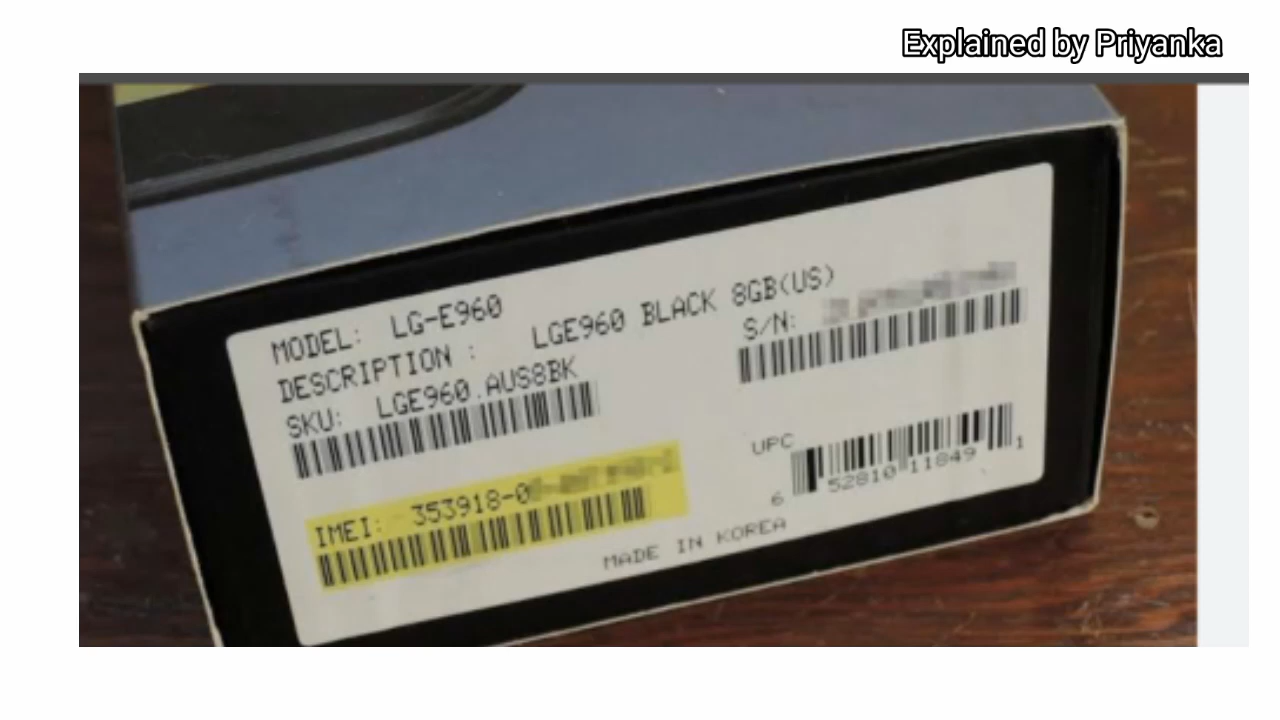 Explained by Priyanka
MODEL: LG-E960
DESCRIPTION : LGE960 BLACK 8GB(US)
SKU: LGE960.AUS8BK
S/N:
IMEI: 353918-0
UPC
6 52810 11849 1
MADE IN KOREA